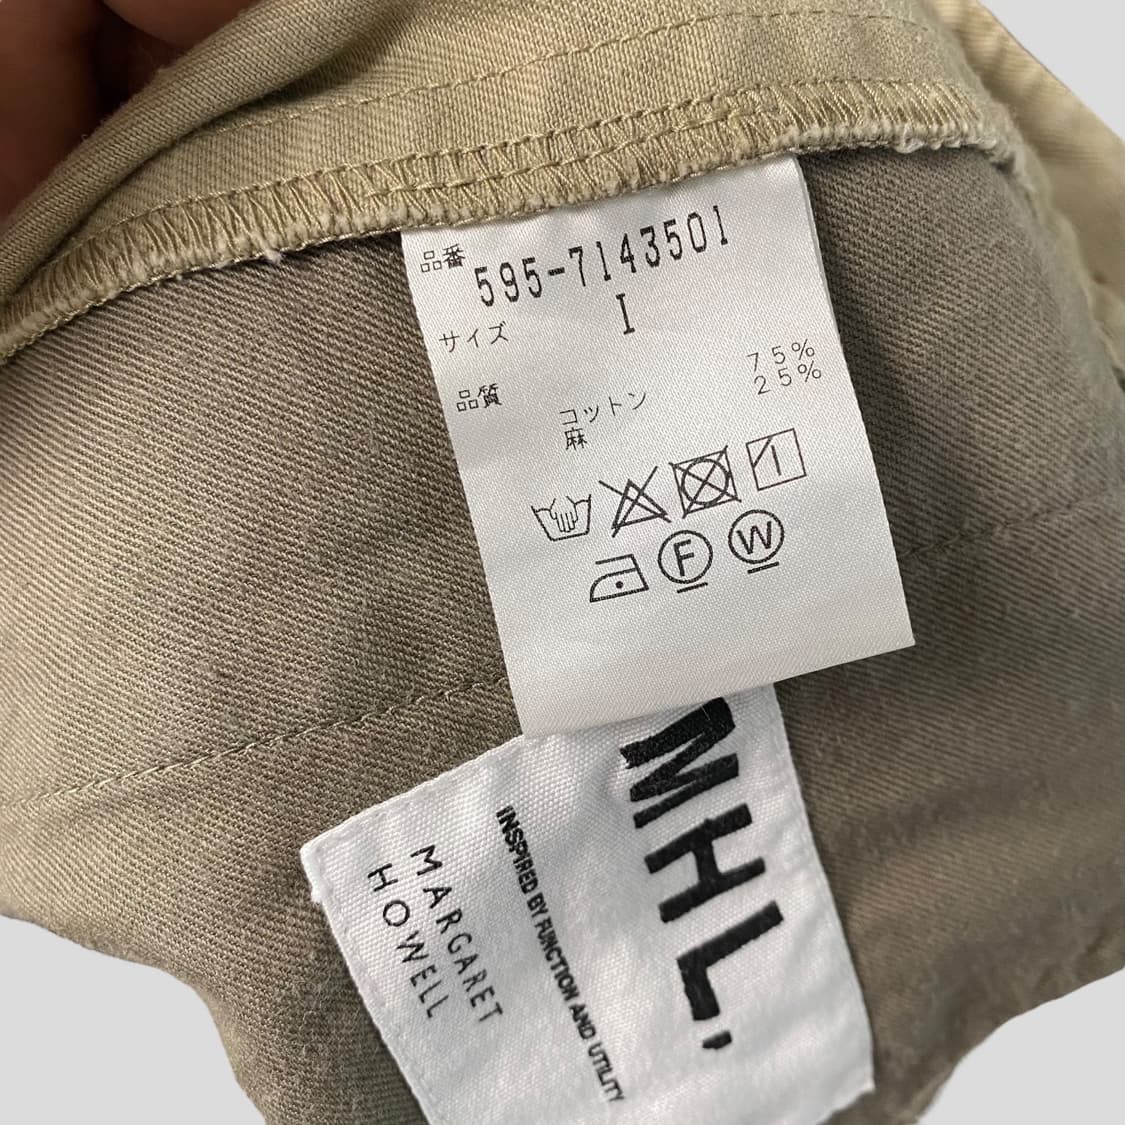 品番 595-7143501
サイズ I
品質
コットン 75%
麻 25%
F W
MHL.
INSPIRED BY FUNCTION AND UTILITY
MARGARET
HOWELL